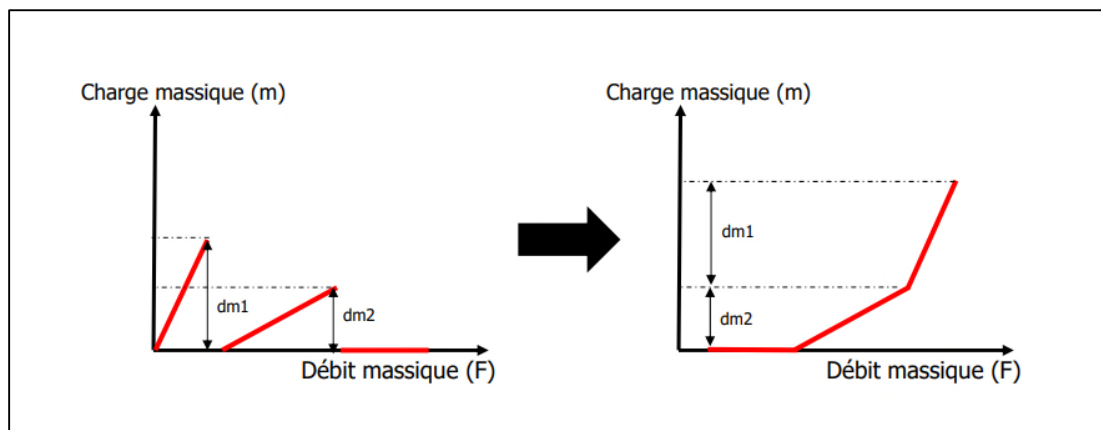 Charge massique (m)
dm1
dm2
Débit massique (F)
Charge massique (m)
dm1
dm2
Débit massique (F)